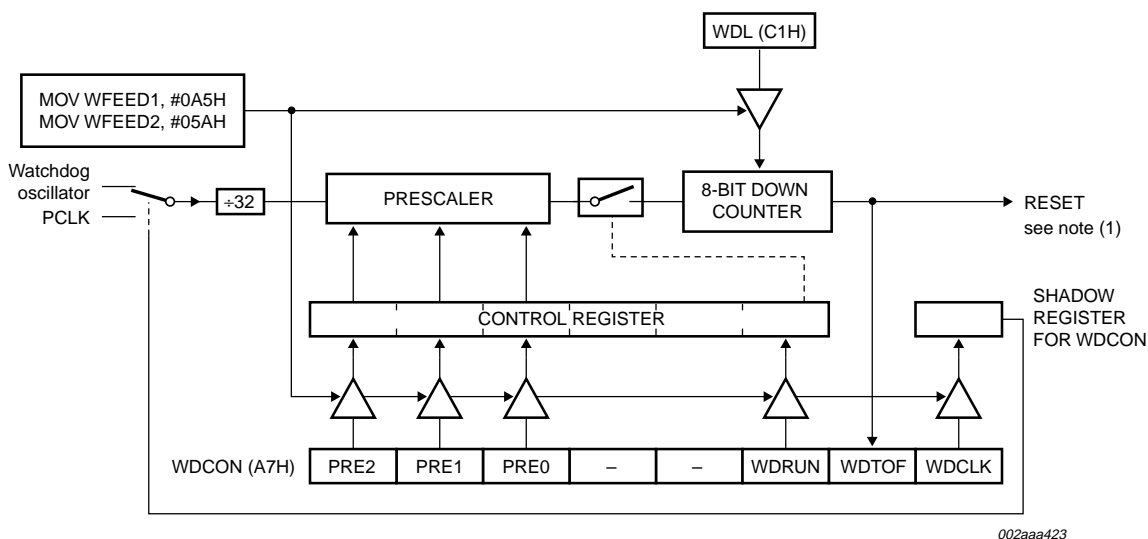 WDL (C1H)
MOV WFEED1, #0A5H
MOV WFEED2, #05AH
Watchdog
oscillator
PCLK
÷32
PRESCALER
8-BIT DOWN
COUNTER
RESET
see note (1)
CONTROL REGISTER
SHADOW
REGISTER
FOR WDCON
WDCON (A7H)
PRE2
PRE1
PRE0
–
–
WDRUN
WDTOF
WDCLK
002aaa423